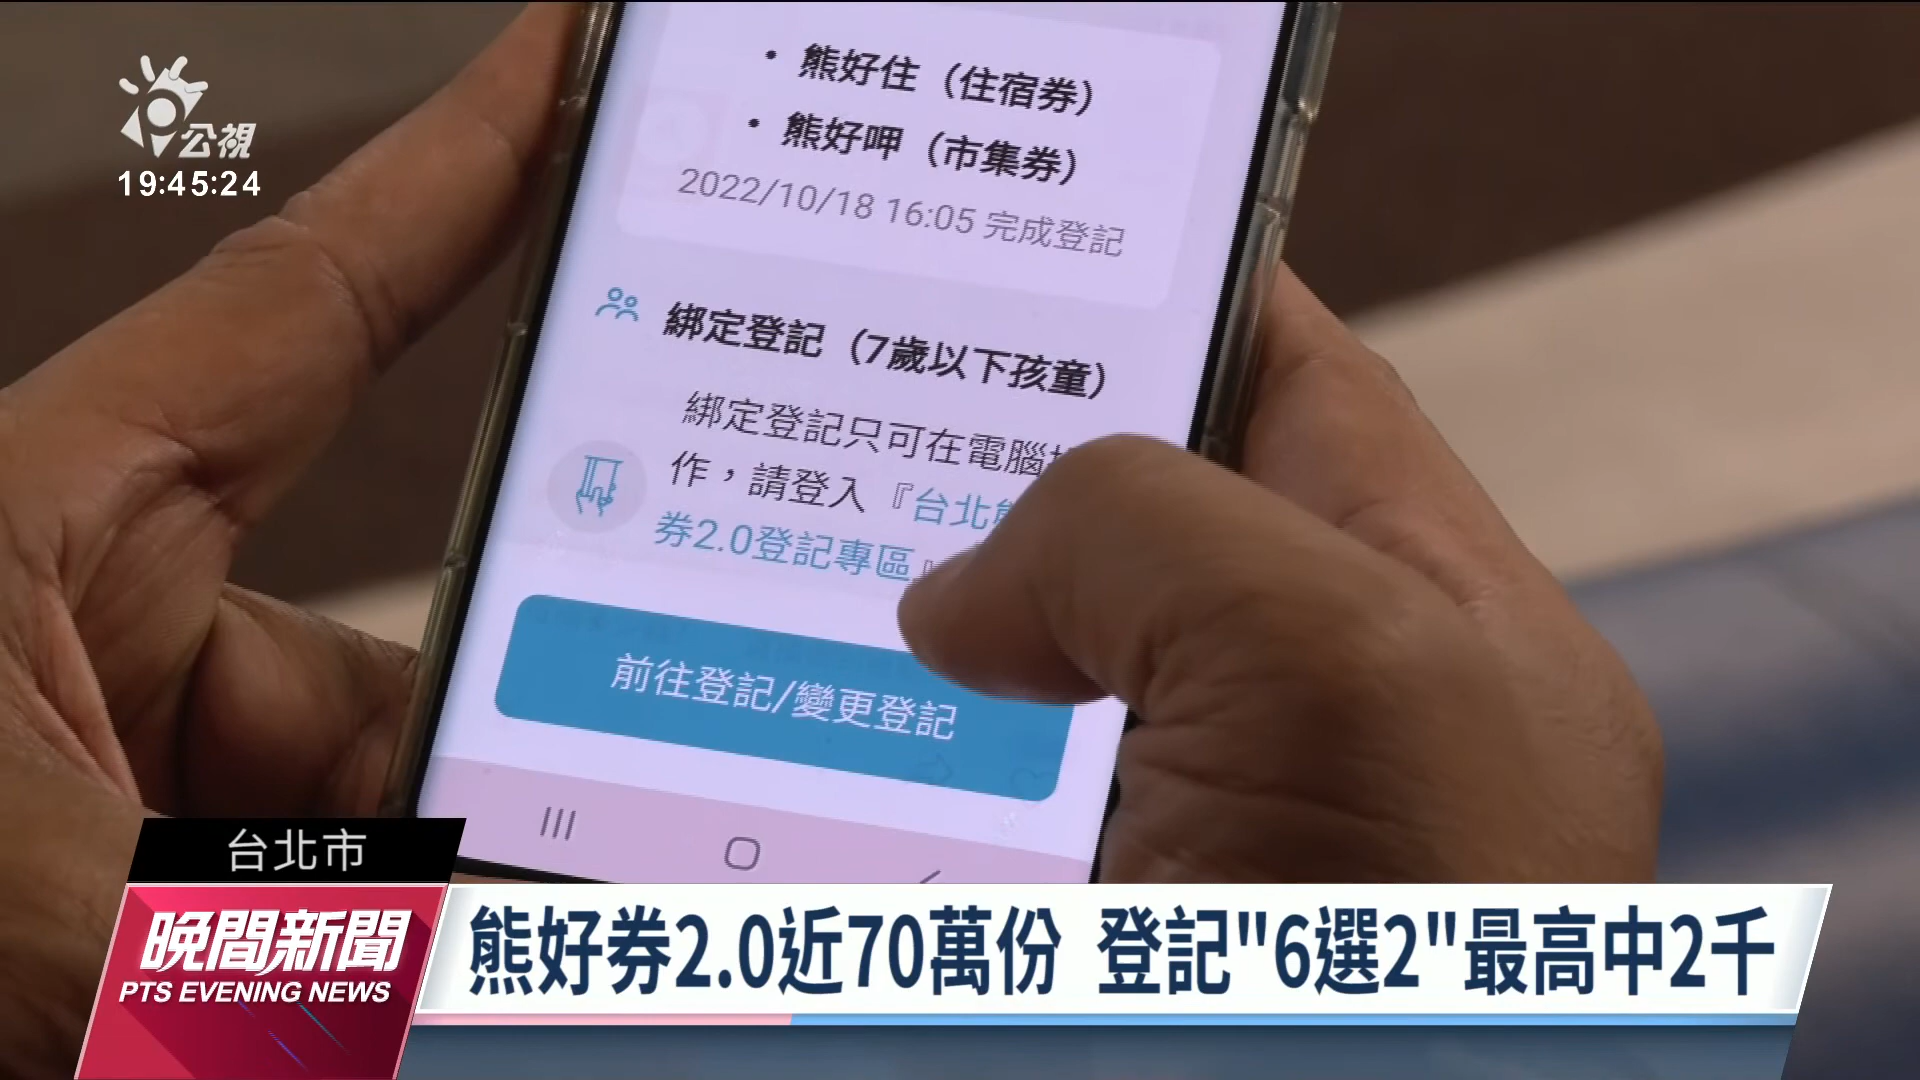 公視
19:45:24
• 熊好住（住宿券）
• 熊好呷（市集券）
2022/10/18 16:05 完成登記
綁定登記（7歲以下孩童）
綁定登記只可在電腦
作，請登入『台北
券2.0登記專區』
前往登記/變更登記
台北市
晚間新聞
PTS EVENING NEWS
熊好券2.0近70萬份 登記"6選2"最高中2千